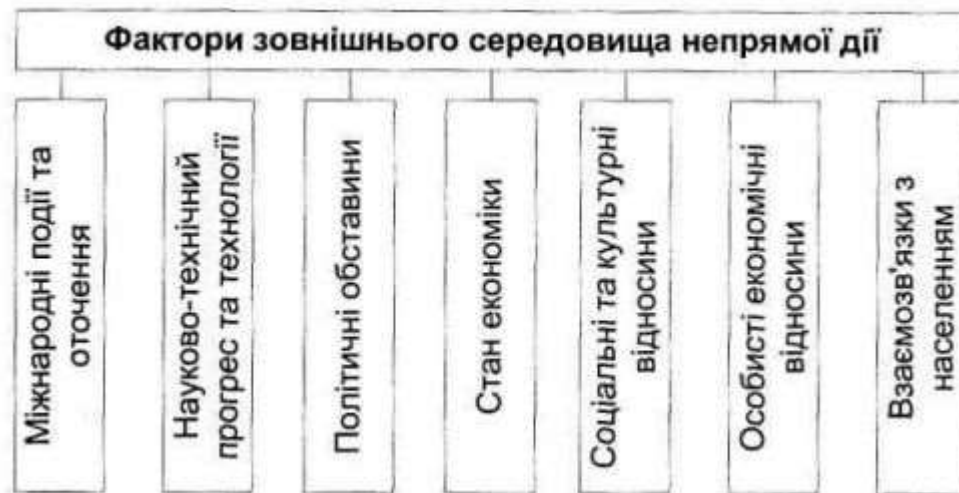 Фактори зовнішнього середовища непрямої дії
Міжнародні події та
оточення
Науково-технічний
прогрес та технології
Політичні обставини
Стан економіки
Соціальні та культурні
відносини
Особисті економічні
відносини
Взаємозв'язки з
населенням